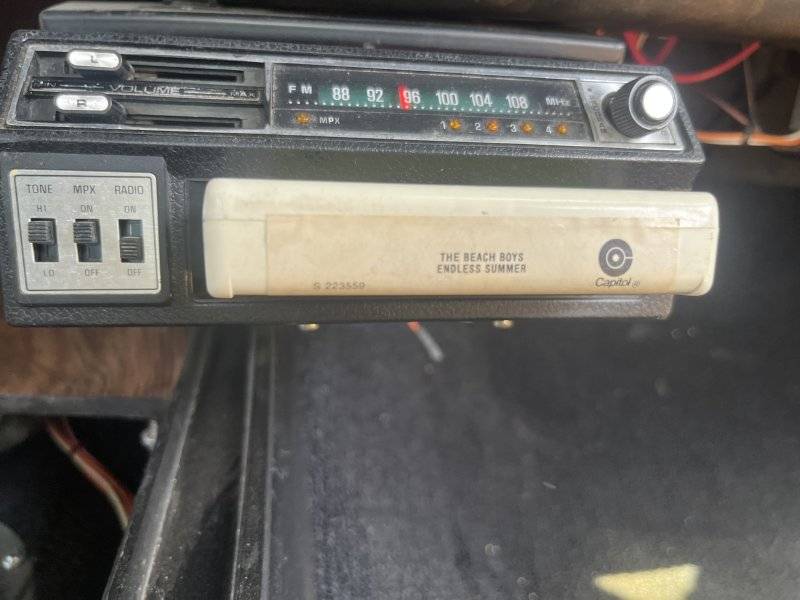 L
VOLUME MAX
R
FM 88 92 96 100 104 108 MHz
MPX 1 2 3 4
TONE MPX RADIO
HI ON ON
LO OFF OFF
THE BEACH BOYS
ENDLESS SUMMER
S 223559
Capitol ®